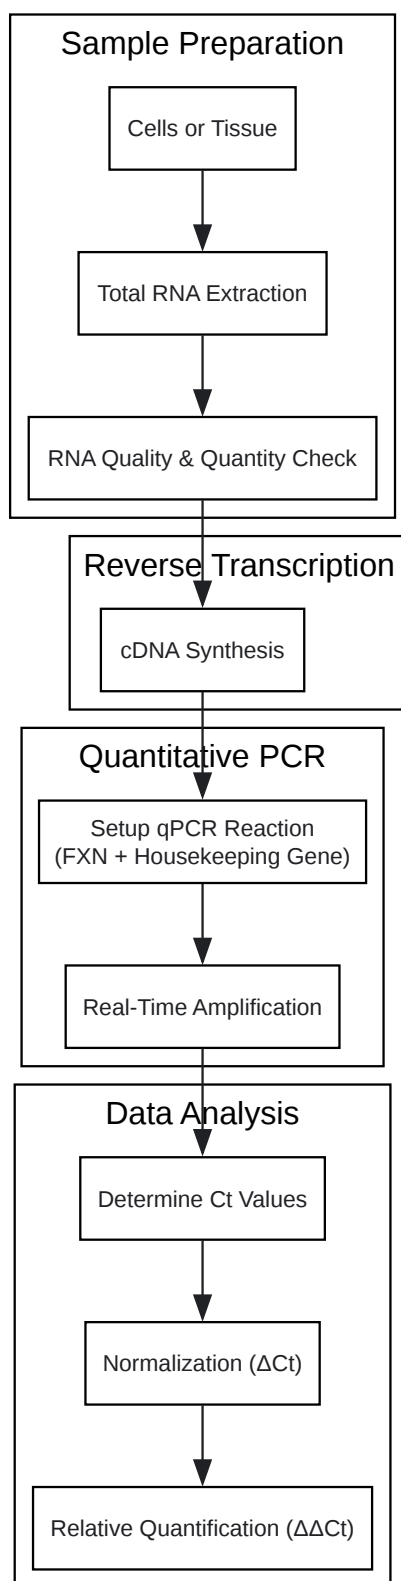 Sample Preparation
Cells or Tissue
Total RNA Extraction
RNA Quality & Quantity Check
Reverse Transcription
cDNA Synthesis
Quantitative PCR
Setup qPCR Reaction
(FXN + Housekeeping Gene)
Real-Time Amplification
Data Analysis
Determine Ct Values
Normalization (ΔCt)
Relative Quantification (ΔΔCt)